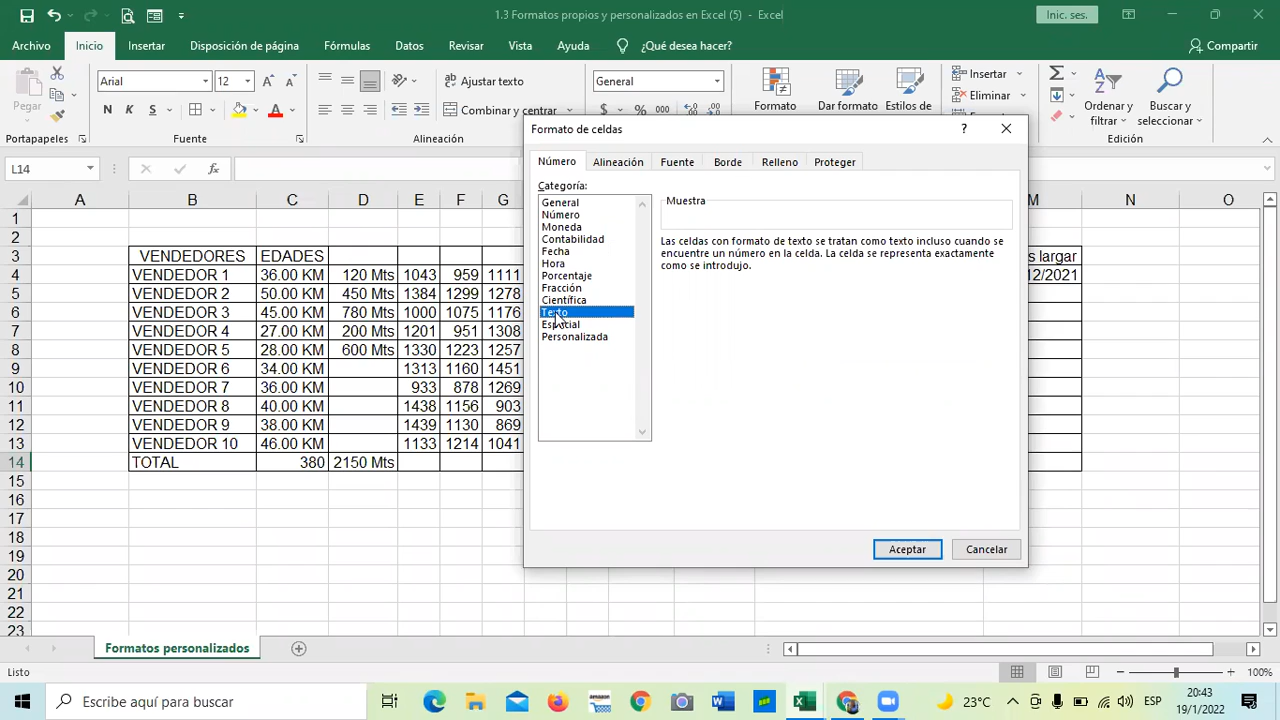 1.3 Formatos propios y personalizados en Excel (5) - Excel
Inic. ses.
Archivo Inicio Insertar Disposición de página Fórmulas Datos Revisar Vista Ayuda ¿Qué desea hacer? Compartir
Pegar
Arial 12
N K S
Ajustar texto
Combinar y centrar
General
$ % 000
Formato
Dar formato
Estilos de
Insertar
Eliminar
Ordenar y filtrar
Buscar y seleccionar
Portapapeles Fuente Alineación Edición
L14
fx
A B C D E F G M N O
1
2
3 VENDEDORES EDADES largar
4 VENDEDOR 1 36.00 KM 120 Mts 1043 959 1111 12/2021
5 VENDEDOR 2 50.00 KM 450 Mts 1384 1299 1278
6 VENDEDOR 3 45.00 KM 780 Mts 1000 1075 1176
7 VENDEDOR 4 27.00 KM 200 Mts 1201 951 1308
8 VENDEDOR 5 28.00 KM 600 Mts 1330 1223 1257
9 VENDEDOR 6 34.00 KM 1313 1160 1451
10 VENDEDOR 7 36.00 KM 933 878 1269
11 VENDEDOR 8 40.00 KM 1438 1156 903
12 VENDEDOR 9 38.00 KM 1439 1130 869
13 VENDEDOR 10 46.00 KM 1133 1214 1041
14 TOTAL 380 2150 Mts
15
16
17
18
19
20
21
22
23
Formato de celdas
Número Alineación Fuente Borde Relleno Proteger
Categoría:
General
Número
Moneda
Contabilidad
Fecha
Hora
Porcentaje
Fracción
Científica
Texto
Especial
Personalizada
Muestra
Las celdas con formato de texto se tratan como texto incluso cuando se
encuentre un número en la celda. La celda se representa exactamente
como se introdujo.
Aceptar Cancelar
Formatos personalizados
Listo
100%
Escribe aquí para buscar
23°C
ESP
20:43
19/1/2022